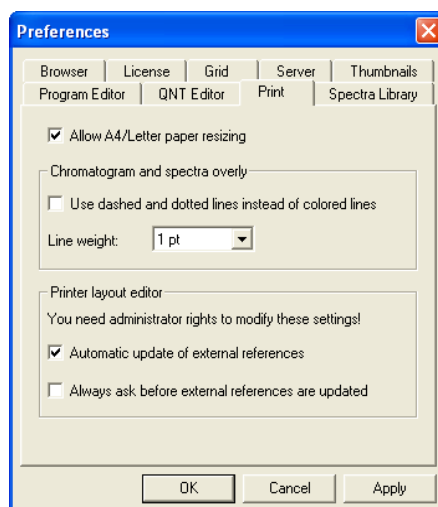 Preferences
Browser License Grid Server Thumbnails
Program Editor QNT Editor Print Spectra Library
Allow A4/Letter paper resizing
Chromatogram and spectra overly
Use dashed and dotted lines instead of colored lines
Line weight: 1 pt
Printer layout editor
You need administrator rights to modify these settings!
Automatic update of external references
Always ask before external references are updated
OK Cancel Apply